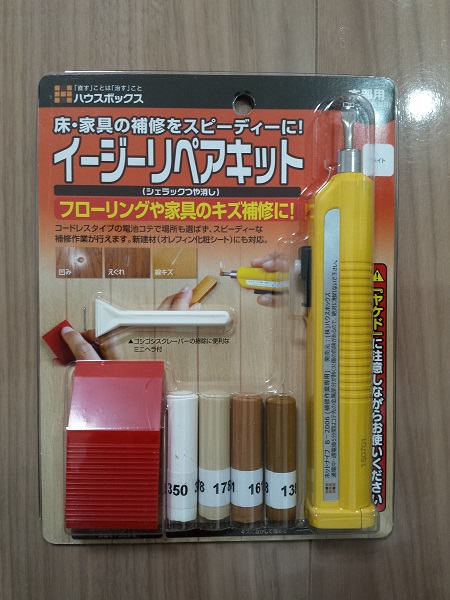 「直す」ことは「治す」こと
ハウスボックス
床・家具の補修をスピーディーに!
イージーリペアキット
(シェラックつや消し)
フローリングや家具のキズ補修に!
コードレスタイプの電池コテで場所も選ばず、スピーディーな
補修作業が行えます。新建材(オレフィン化粧シート)にも対応。
凹み
えぐれ
線キズ
▲ゴシゴシスクレーパーの掃除に便利な
ミニヘラ付
「ヤケド」に注意しながらお使いください
350
178
161
138